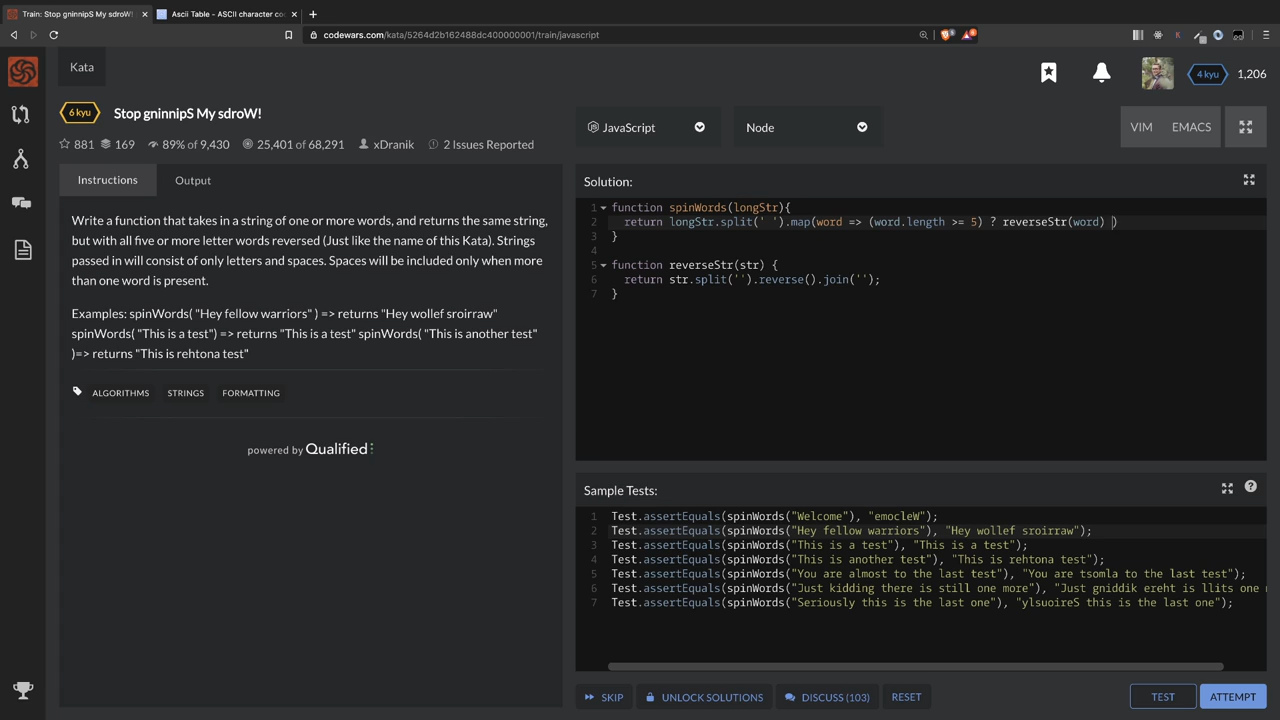 Train: Stop gninnipS My sdroW!
Ascii Table - ASCII character co
codewars.com/kata/5264d2b162488dc400000001/train/javascript
Kata
4 kyu 1,206
6 kyu Stop gninnipS My sdroW!
881 169 89% of 9,430 25,401 of 68,291 xDranik 2 Issues Reported
JavaScript
Node
VIM EMACS
Instructions
Output
Write a function that takes in a string of one or more words, and returns the same string,
but with all five or more letter words reversed (Just like the name of this Kata). Strings
passed in will consist of only letters and spaces. Spaces will be included only when more
than one word is present.
Examples: spinWords( "Hey fellow warriors" ) => returns "Hey wollef sroirraw"
spinWords( "This is a test") => returns "This is a test" spinWords( "This is another test"
)=> returns "This is rehtona test"
ALGORITHMS STRINGS FORMATTING
powered by Qualified
Solution:
1 function spinWords(longStr){
2 return longStr.split(' ').map(word => (word.length >= 5) ? reverseStr(word) )
3 }
4
5 function reverseStr(str) {
6 return str.split('').reverse().join('');
7 }
Sample Tests:
1 Test.assertEquals(spinWords("Welcome"), "emocleW");
2 Test.assertEquals(spinWords("Hey fellow warriors"), "Hey wollef sroirraw");
3 Test.assertEquals(spinWords("This is a test"), "This is a test");
4 Test.assertEquals(spinWords("This is another test"), "This is rehtona test");
5 Test.assertEquals(spinWords("You are almost to the last test"), "You are tsomla to the last test");
6 Test.assertEquals(spinWords("Just kidding there is still one more"), "Just gniddik ereht is llits one
7 Test.assertEquals(spinWords("Seriously this is the last one"), "ylsuoireS this is the last one");
SKIP
UNLOCK SOLUTIONS
DISCUSS (103)
RESET
TEST
ATTEMPT